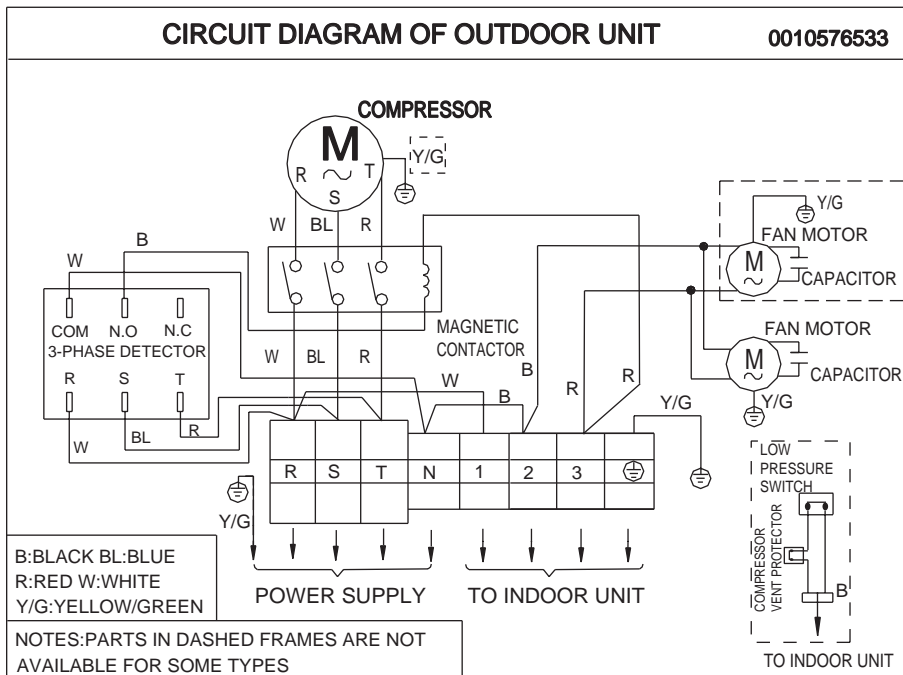 CIRCUIT DIAGRAM OF OUTDOOR UNIT
0010576533
COMPRESSOR
M
R
S
T
Y/G
W
BL
R
B
W
COM
N.O
N.C
3-PHASE DETECTOR
R
S
T
W
BL
R
W
BL
R
MAGNETIC
CONTACTOR
W
B
B
R
R
Y/G
Y/G
FAN MOTOR
M
CAPACITOR
FAN MOTOR
M
CAPACITOR
Y/G
R
S
T
N
1
2
3
Y/G
POWER SUPPLY
TO INDOOR UNIT
LOW
PRESSURE
SWITCH
COMPRESSOR
VENT PROTECTOR
B
TO INDOOR UNIT
B:BLACK BL:BLUE
R:RED W:WHITE
Y/G:YELLOW/GREEN
NOTES:PARTS IN DASHED FRAMES ARE NOT
AVAILABLE FOR SOME TYPES